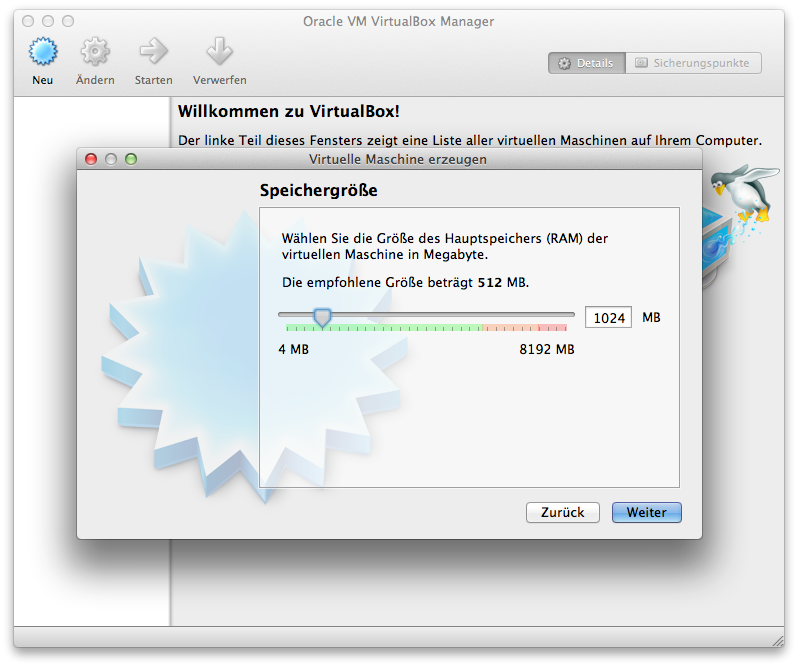 Oracle VM VirtualBox Manager
Neu
Ändern
Starten
Verwerfen
Details
Sicherungspunkte
Willkommen zu VirtualBox!
Der linke Teil dieses Fensters zeigt eine Liste aller virtuellen Maschinen auf Ihrem Computer.
Virtuelle Maschine erzeugen
Speichergröße
Wählen Sie die Größe des Hauptspeichers (RAM) der
virtuellen Maschine in Megabyte.
Die empfohlene Größe beträgt 512 MB.
1024 MB
4 MB
8192 MB
Zurück
Weiter